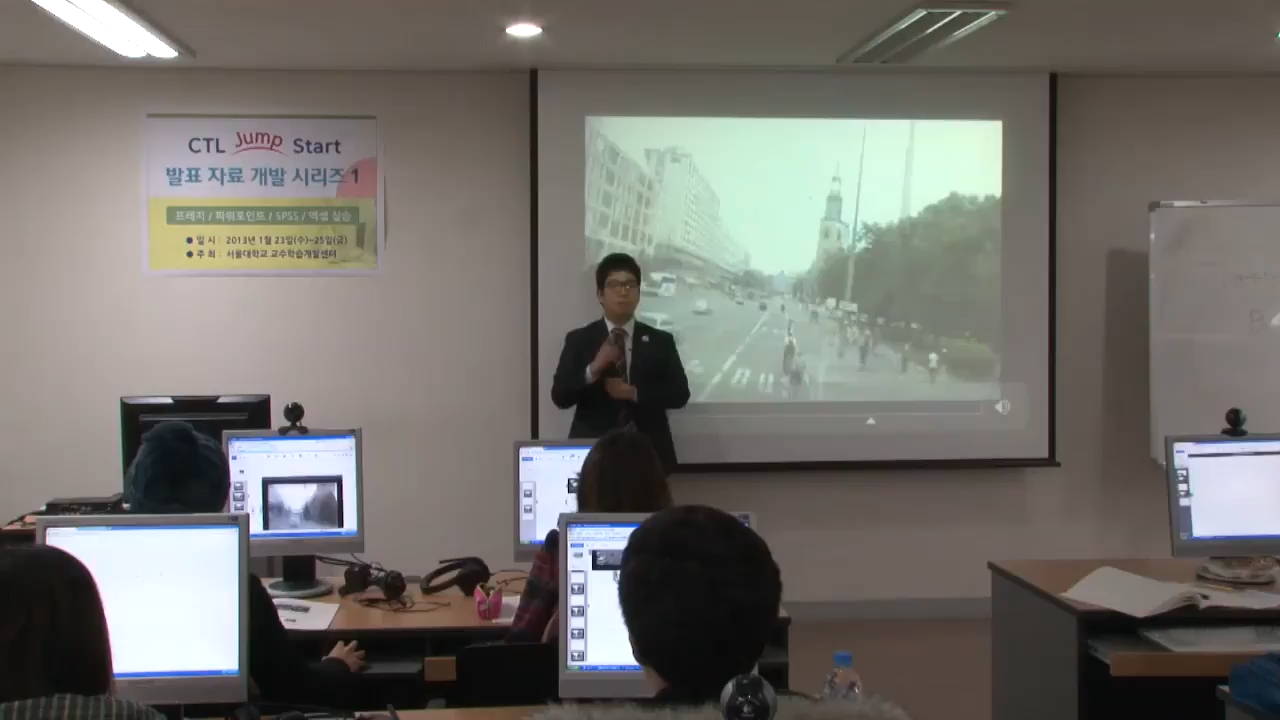 CTL Jump Start
발표 자료 개발 시리즈 1
프레지 / 파워포인트 / SPSS / 엑셀 실습
● 일 시 : 2013년 1월 23일(수)~25일(금)
● 주 최 : 서울대학교 교수학습개발센터